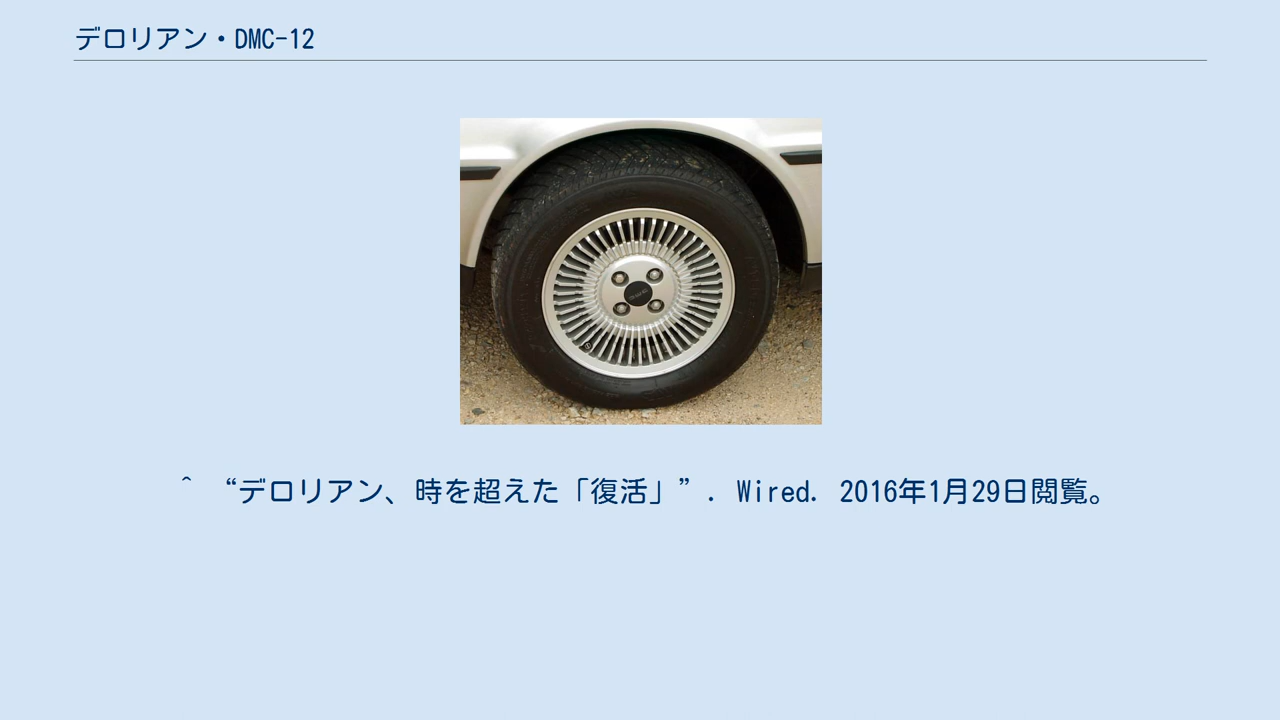 デロリアン・DMC-12
^ “デロリアン、時を超えた「復活」”. Wired. 2016年1月29日閲覧。